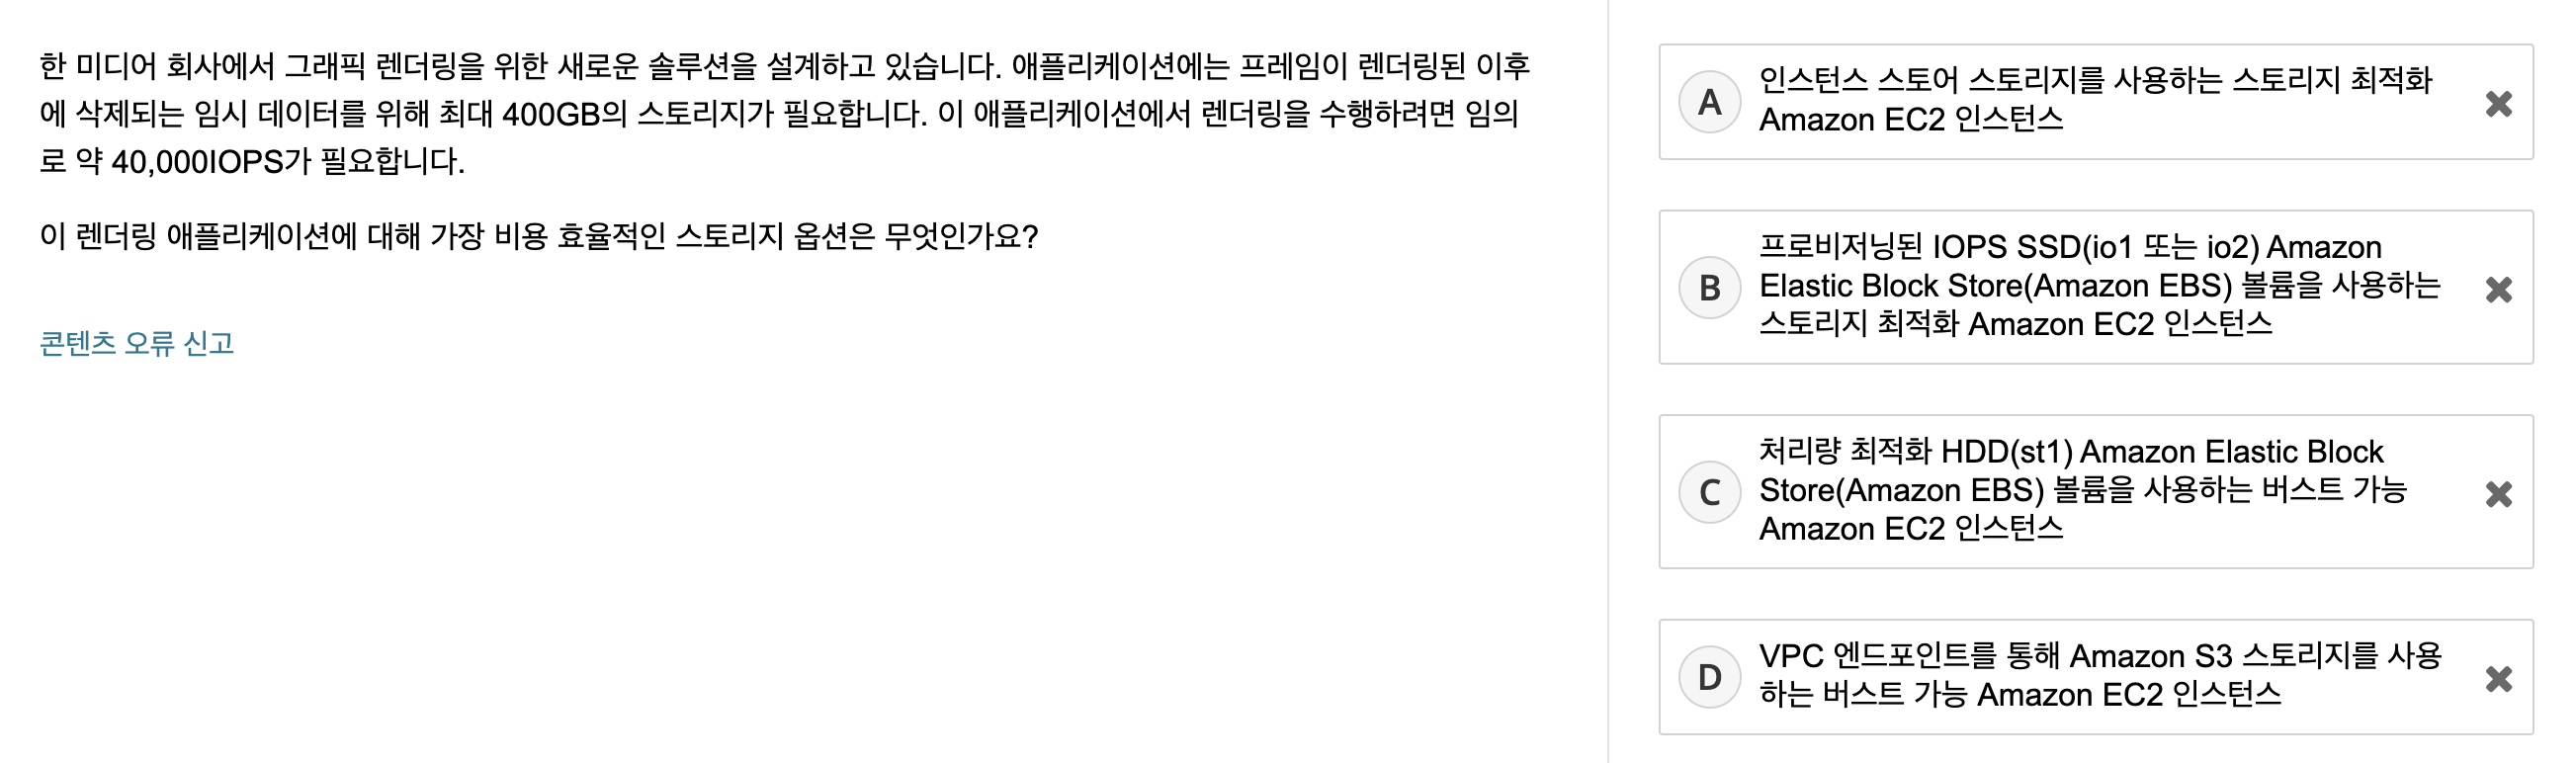 한 미디어 회사에서 그래픽 렌더링을 위한 새로운 솔루션을 설계하고 있습니다. 애플리케이션에는 프레임이 렌더링된 이후
에 삭제되는 임시 데이터를 위해 최대 400GB의 스토리지가 필요합니다. 이 애플리케이션에서 렌더링을 수행하려면 임의
로 약 40,000IOPS가 필요합니다.
이 렌더링 애플리케이션에 대해 가장 비용 효율적인 스토리지 옵션은 무엇인가요?
콘텐츠 오류 신고
A
인스턴스 스토어 스토리지를 사용하는 스토리지 최적화
Amazon EC2 인스턴스
B
프로비저닝된 IOPS SSD(io1 또는 io2) Amazon
Elastic Block Store(Amazon EBS) 볼륨을 사용하는
스토리지 최적화 Amazon EC2 인스턴스
C
처리량 최적화 HDD(st1) Amazon Elastic Block
Store(Amazon EBS) 볼륨을 사용하는 버스트 가능
Amazon EC2 인스턴스
D
VPC 엔드포인트를 통해 Amazon S3 스토리지를 사용
하는 버스트 가능 Amazon EC2 인스턴스